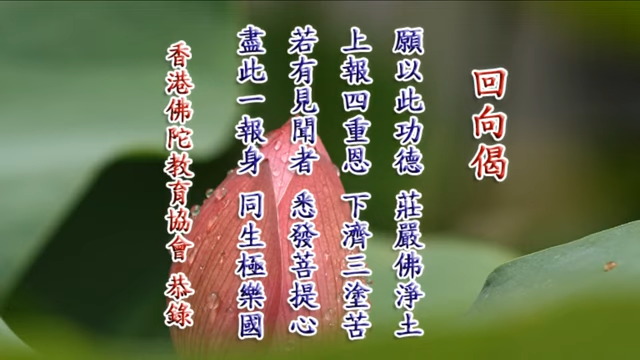 回向偈
願以此功德 莊嚴佛淨土
上報四重恩 下濟三塗苦
若有見聞者 悉發菩提心
盡此一報身 同生極樂國
香港佛陀教育協會 恭錄